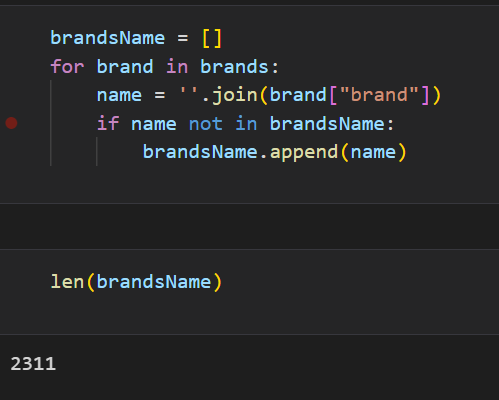 brandsName = []
for brand in brands:
    name = ''.join(brand["brand"])
    if name not in brandsName:
        brandsName.append(name)
len(brandsName)
2311